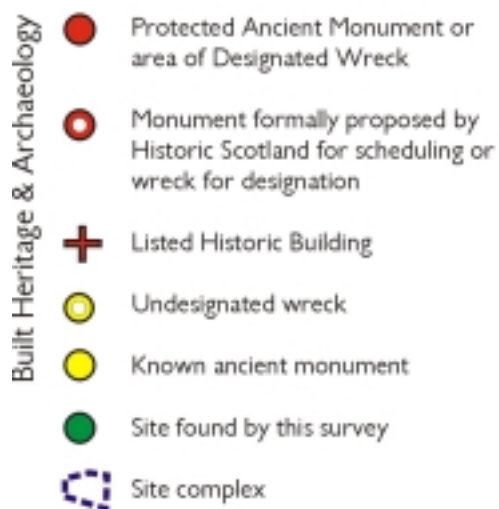 Built Heritage & Archaeology
Protected Ancient Monument or
area of Designated Wreck
Monument formally proposed by
Historic Scotland for scheduling or
wreck for designation
Listed Historic Building
Undesignated wreck
Known ancient monument
Site found by this survey
Site complex